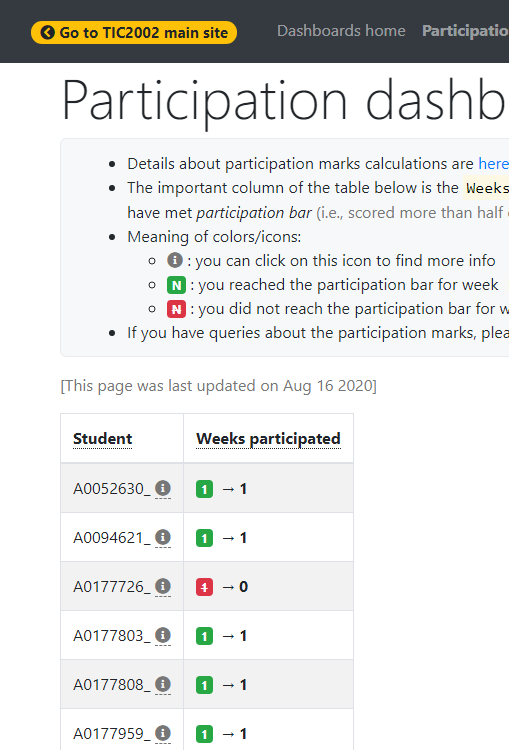 Go to TIC2002 main site
Dashboards home
Participatio
Participation dashb
Details about participation marks calculations are here
The important column of the table below is the Weeks
have met participation bar (i.e., scored more than half
Meaning of colors/icons:
i : you can click on this icon to find more info
N : you reached the participation bar for week
N : you did not reach the participation bar for w
If you have queries about the participation marks, plea
[This page was last updated on Aug 16 2020]
Student Weeks participated
A0052630_ i 1 → 1
A0094621_ i 1 → 1
A0177726_ i 1 → 0
A0177803_ i 1 → 1
A0177808_ i 1 → 1
A0177959_ i 1 → 1